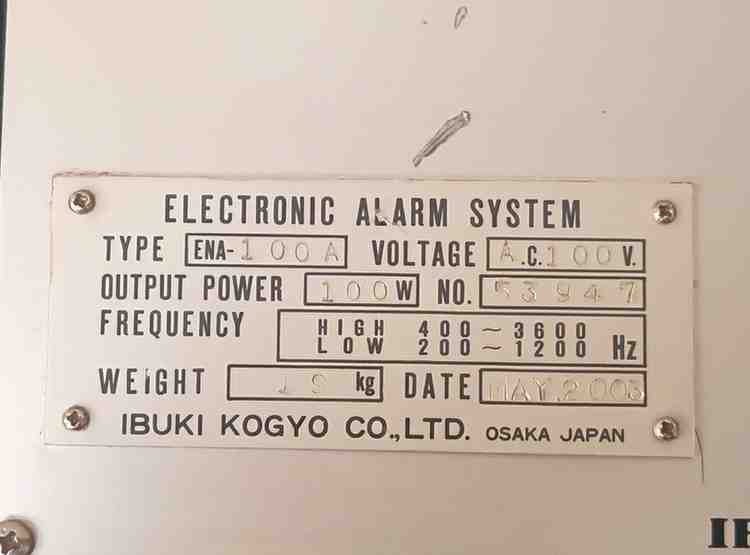 ELECTRONIC ALARM SYSTEM
TYPE ENA-100A VOLTAGE A.C.100V.
OUTPUT POWER 100W NO. 53947
FREQUENCY HIGH 400~3600
LOW 200~1200 Hz
WEIGHT kg DATE MAY.
IBUKI KOGYO CO.,LTD. OSAKA JAPAN